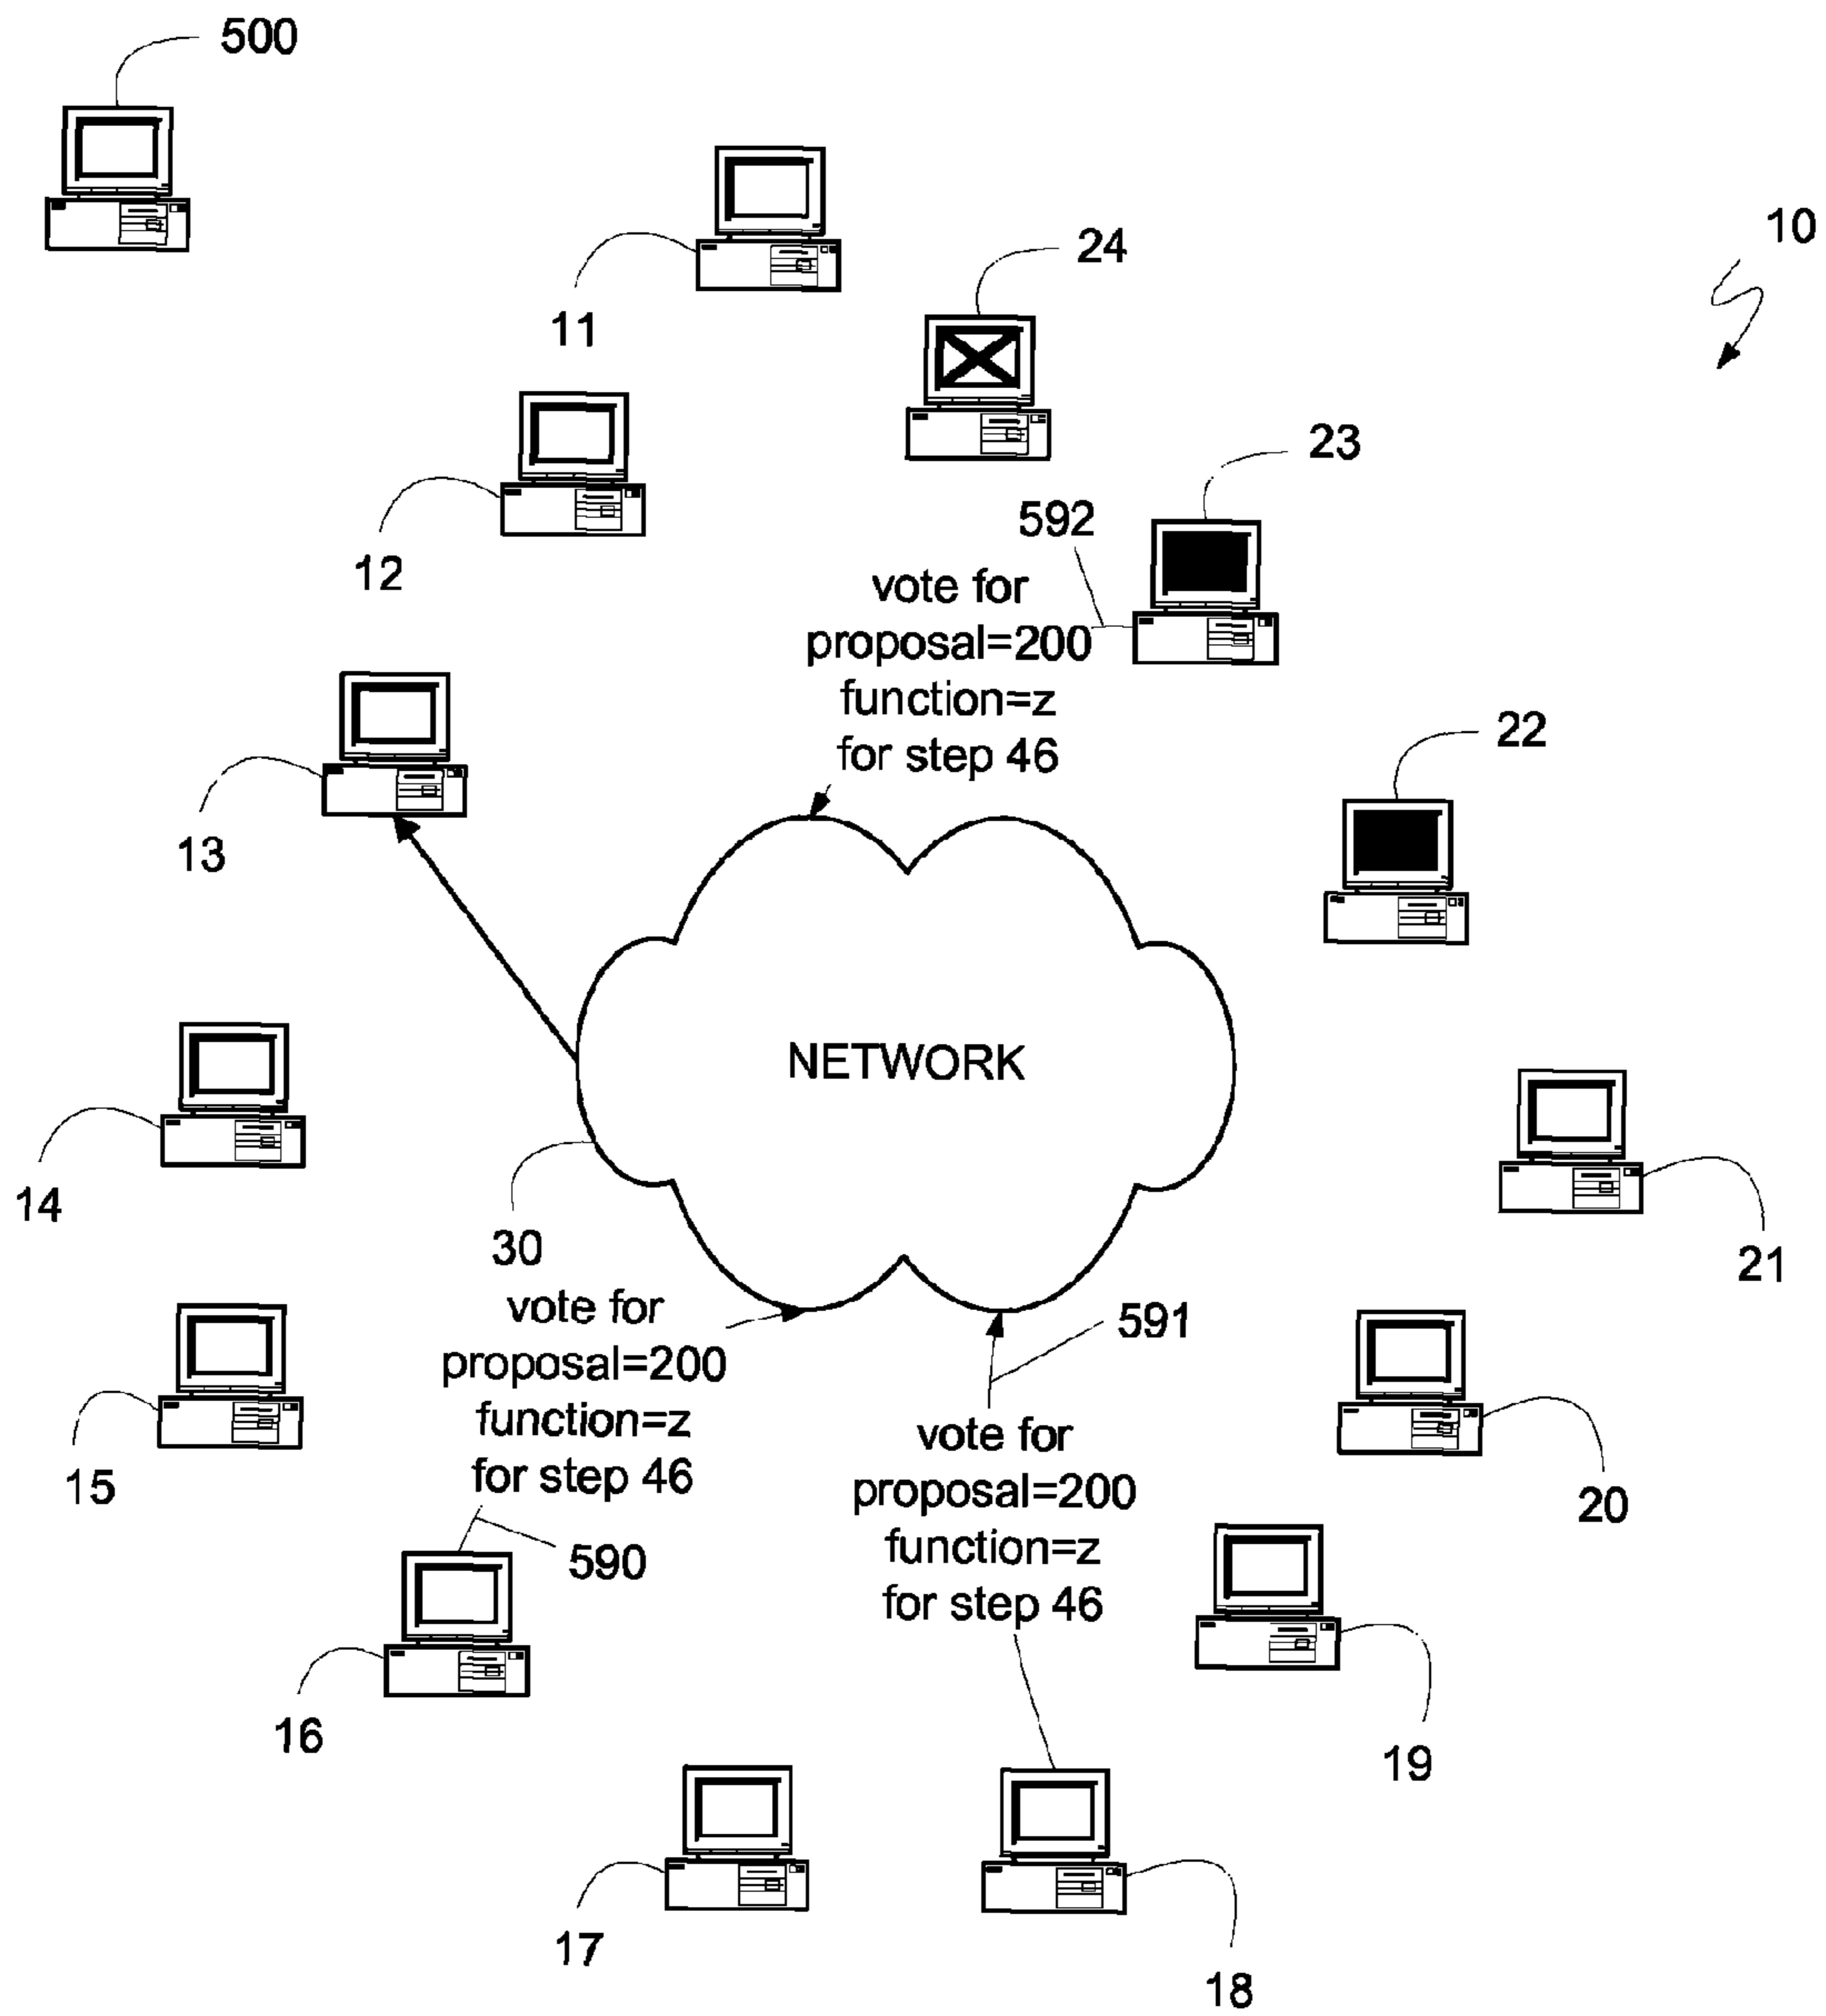 500
10
11
24
23
592
12
vote for
proposal=200
function=z
for step 46
22
13
NETWORK
14
30
21
vote for
proposal=200
function=z
for step 46
591
vote for
proposal=200
function=z
for step 46
15
20
590
16
19
17
18